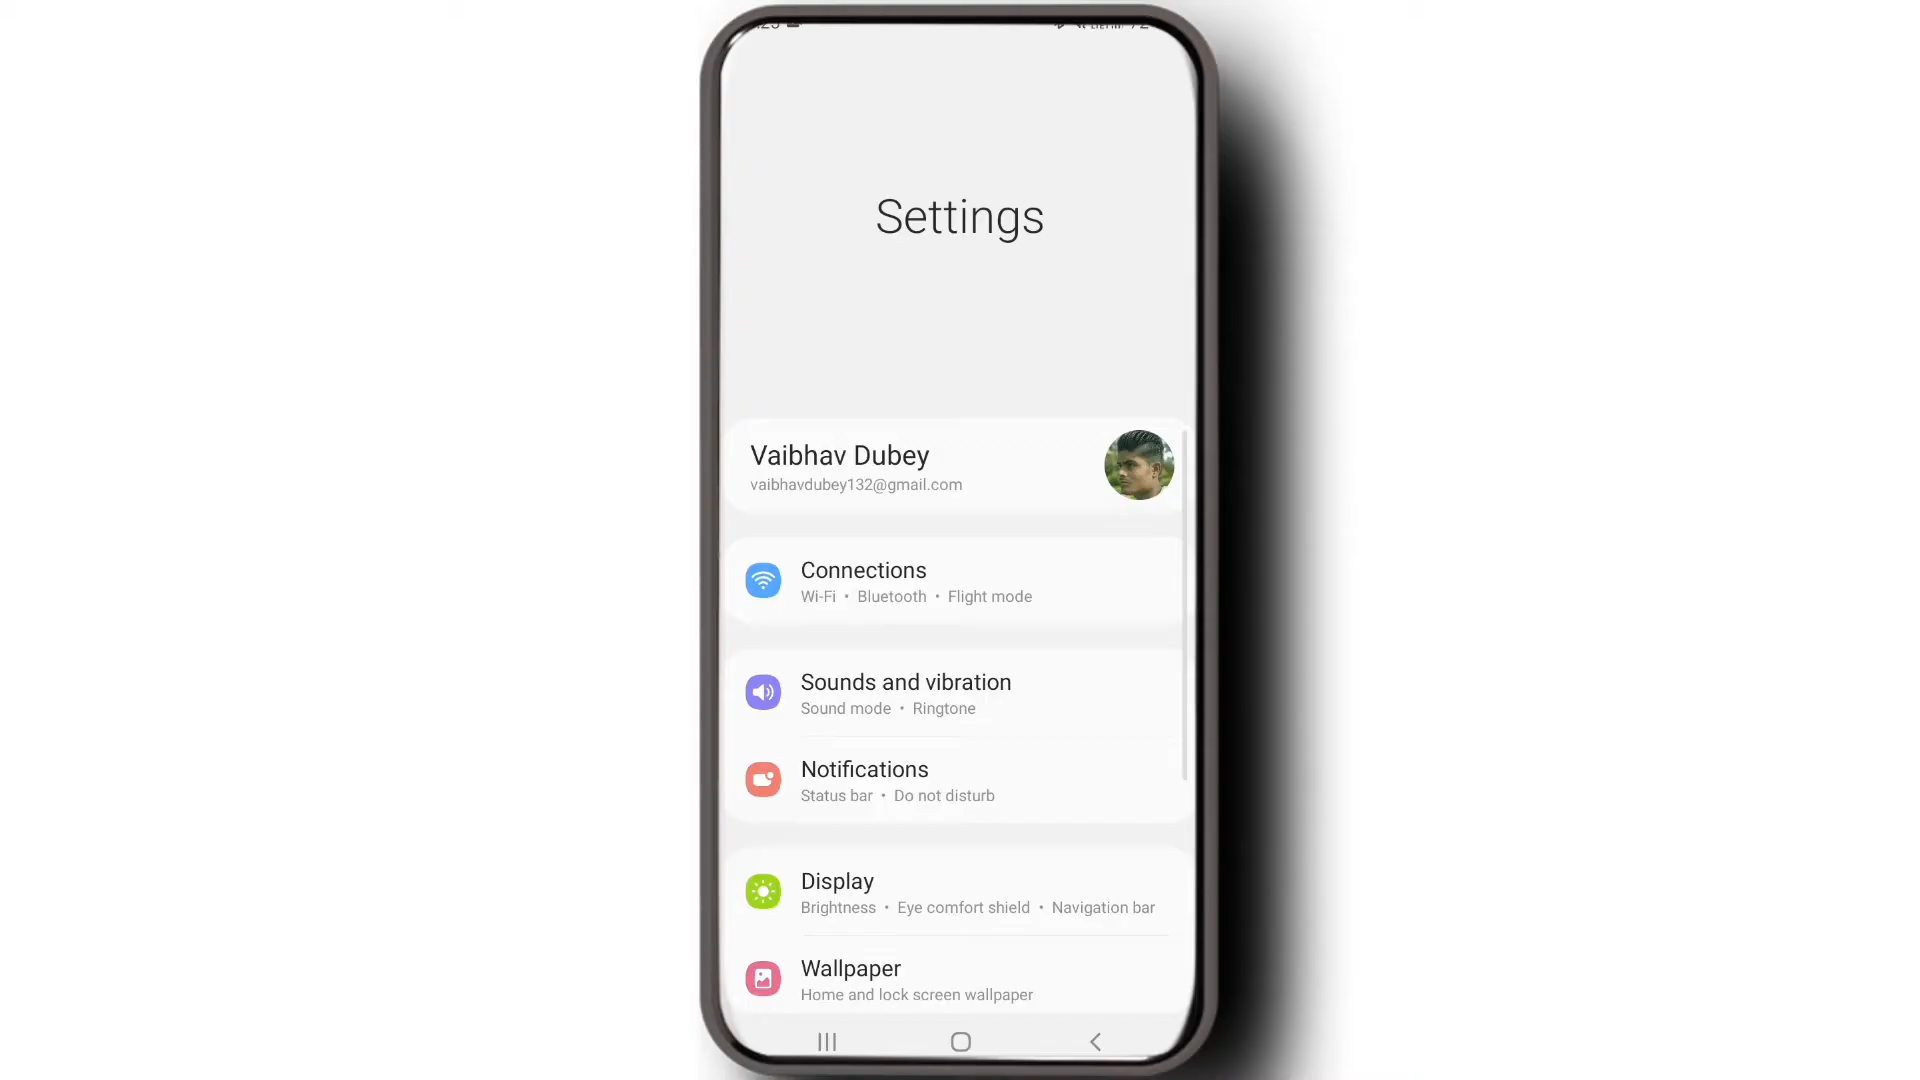 Settings
Vaibhav Dubey
vaibhavdubey132@gmail.com
Connections
Wi-Fi • Bluetooth • Flight mode
Sounds and vibration
Sound mode • Ringtone
Notifications
Status bar • Do not disturb
Display
Brightness • Eye comfort shield • Navigation bar
Wallpaper
Home and lock screen wallpaper